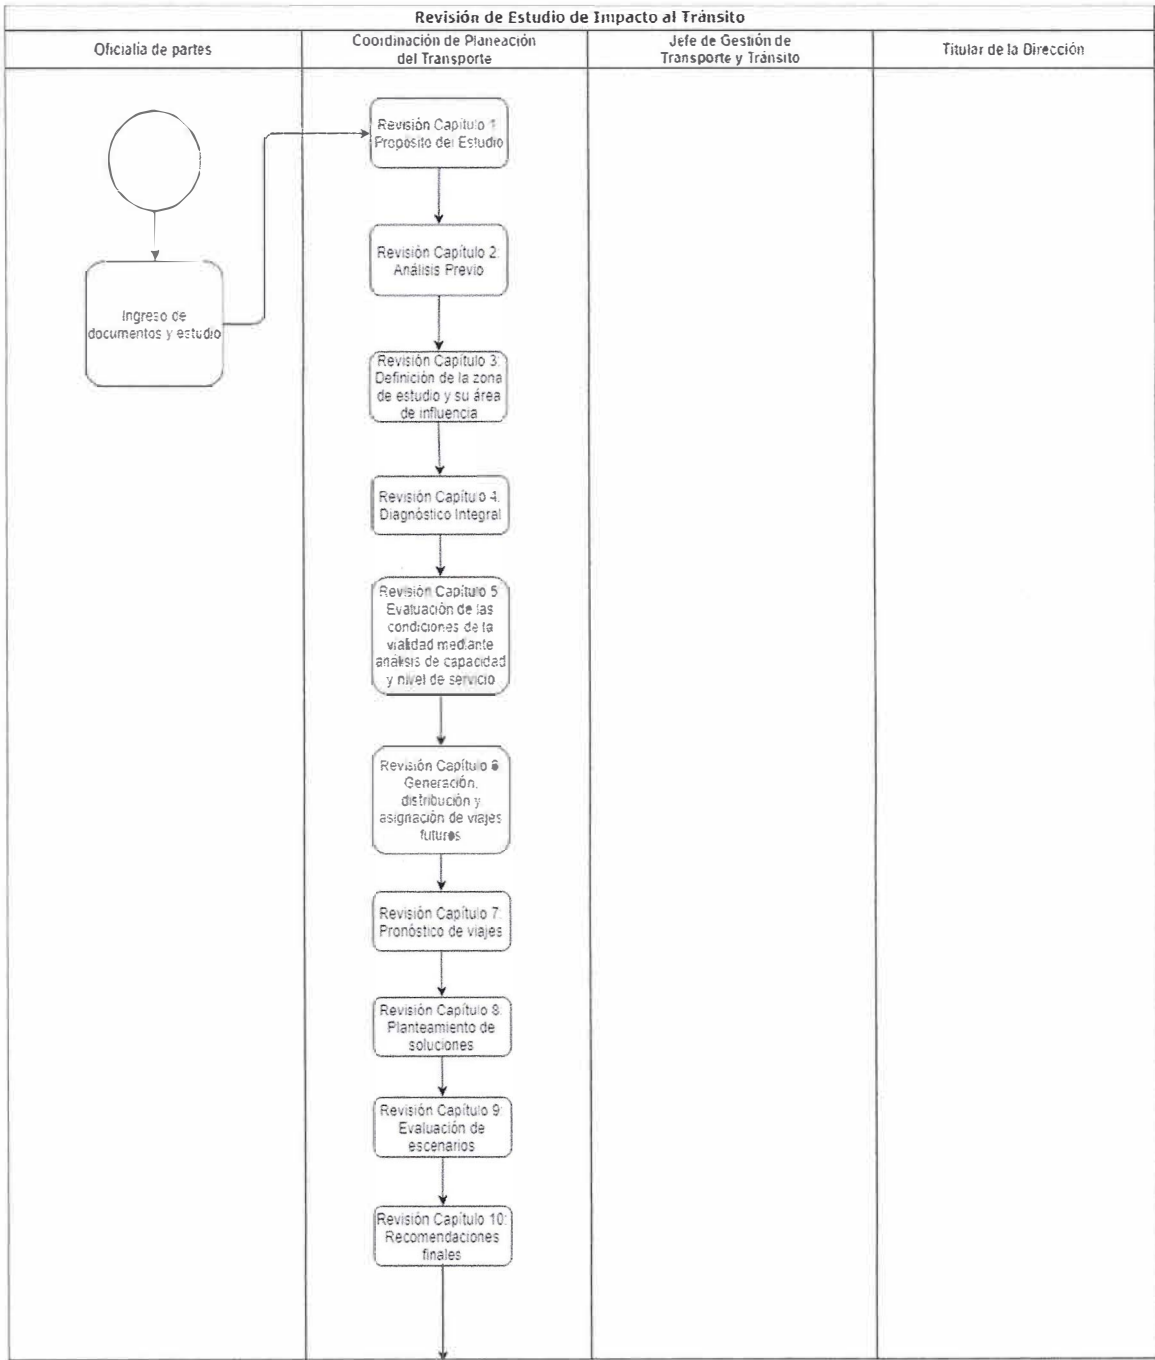 Revisión de Estudio de Impacto al Tránsito
Oficialía de partes
Coordinación de Planeación
del Transporte
Jefe de Gestión de
Transporte y Tránsito
Titular de la Dirección
Ingreso de
documentos y estudio
Revisión Capítulo 1
Propósito del Estudio
Revisión Capítulo 2:
Análisis Previo
Revisión Capítulo 3:
Definición de la zona
de estudio y su área
de influencia
Revisión Capítulo 4:
Diagnóstico Integral
Revisión Capítulo 5:
Evaluación de las
condiciones de la
vialidad mediante
análisis de capacidad
y nivel de servicio
Revisión Capítulo 6
Generación,
distribución y
asignación de viajes
futuros
Revisión Capítulo 7:
Pronóstico de viajes
Revisión Capítulo 8:
Planteamiento de
soluciones
Revisión Capítulo 9:
Evaluación de
escenarios
Revisión Capítulo 10:
Recomendaciones
finales